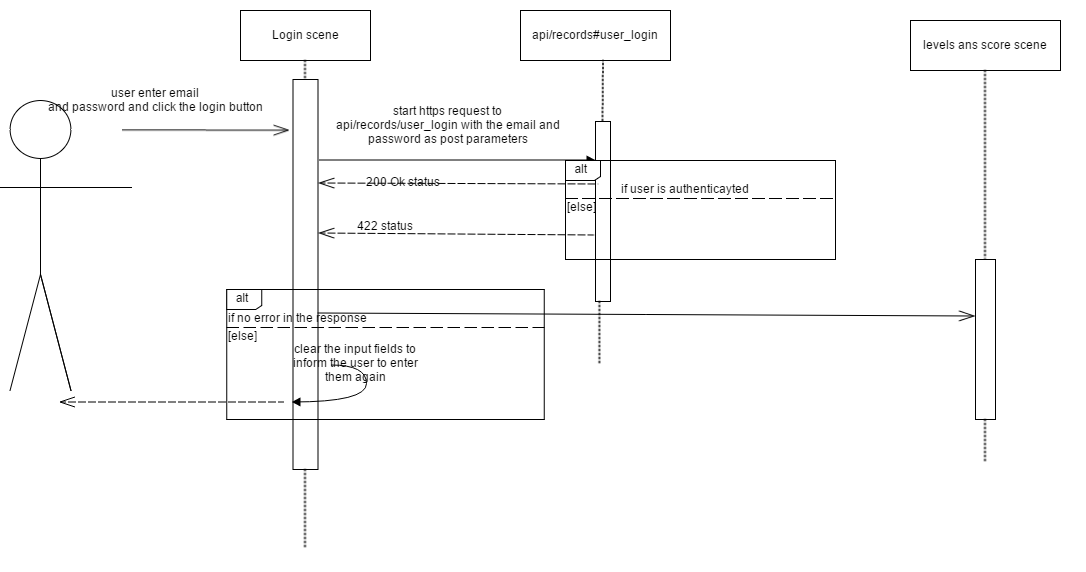 Login scene
api/records#user_login
levels ans score scene
user enter email
and password and click the login button
start https request to
api/records/user_login with the email and
password as post parameters
alt
200 Ok status
if user is authenticayted
[else]
422 status
alt
if no error in the response
[else]
clear the input fields to
inform the user to enter
them again